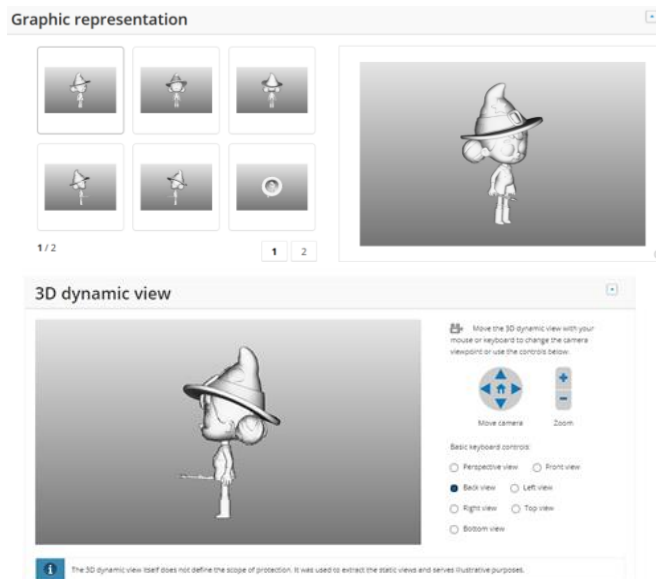 Graphic representation
1 / 2
1 2
3D dynamic view
Move the 3D dynamic view with your
mouse or keyboard to change the camera
viewpoint or use the controls below.
Move camera Zoom
Basic keyboard controls
Perspective view Front view
Back view Left view
Right view Top view
Bottom view
The 3D dynamic view itself does not define the scope of protection. It was used to extract the static views and serves illustrative purposes.